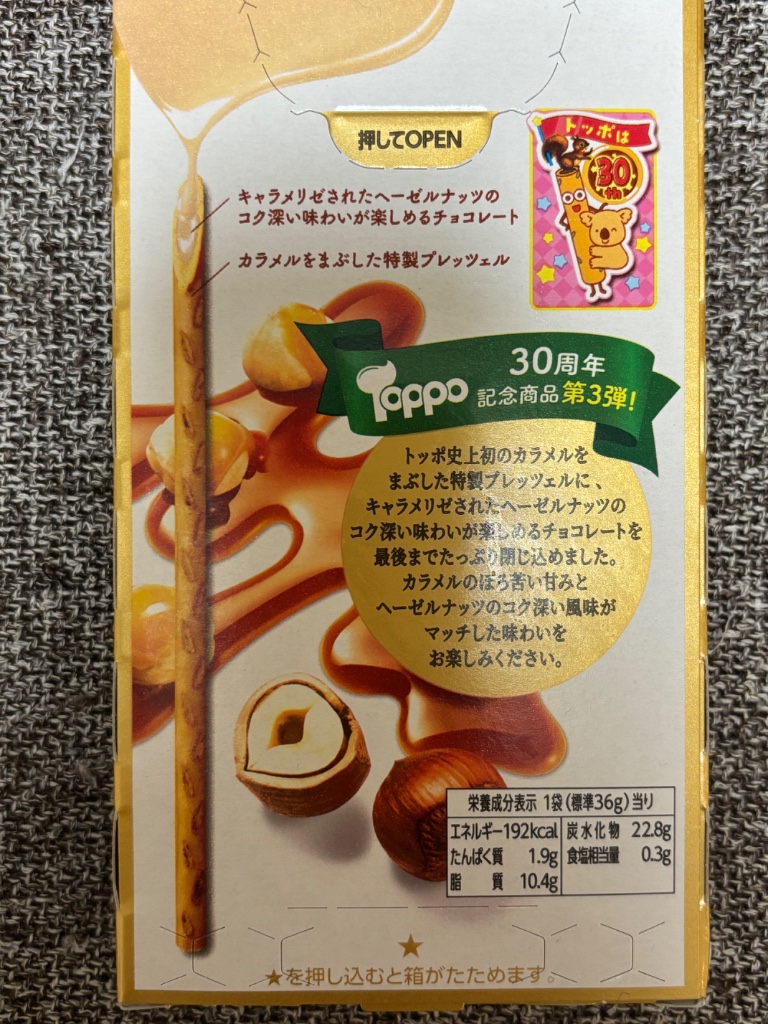 押してOPEN
トッポは
30
キャラメリゼされたヘーゼルナッツの
コク深い味わいが楽しめるチョコレート
カラメルをまぶした特製プレッツェル
Toppo
30周年
記念商品第3弾!
トッポ史上初のカラメルを
まぶした特製プレッツェルに、
キャラメリゼされたヘーゼルナッツの
コク深い味わいが楽しめるチョコレートを
最後までたっぷり閉じ込めました。
カラメルのほろ苦い甘みと
ヘーゼルナッツのコク深い風味が
マッチした味わいを
お楽しみください。
栄養成分表示 1袋(標準36g)当り
エネルギー192kcal 炭水化物 22.8g
たんぱく質 1.9g 食塩相当量 0.3g
脂質 10.4g
★
★を押し込むと箱がたためます。